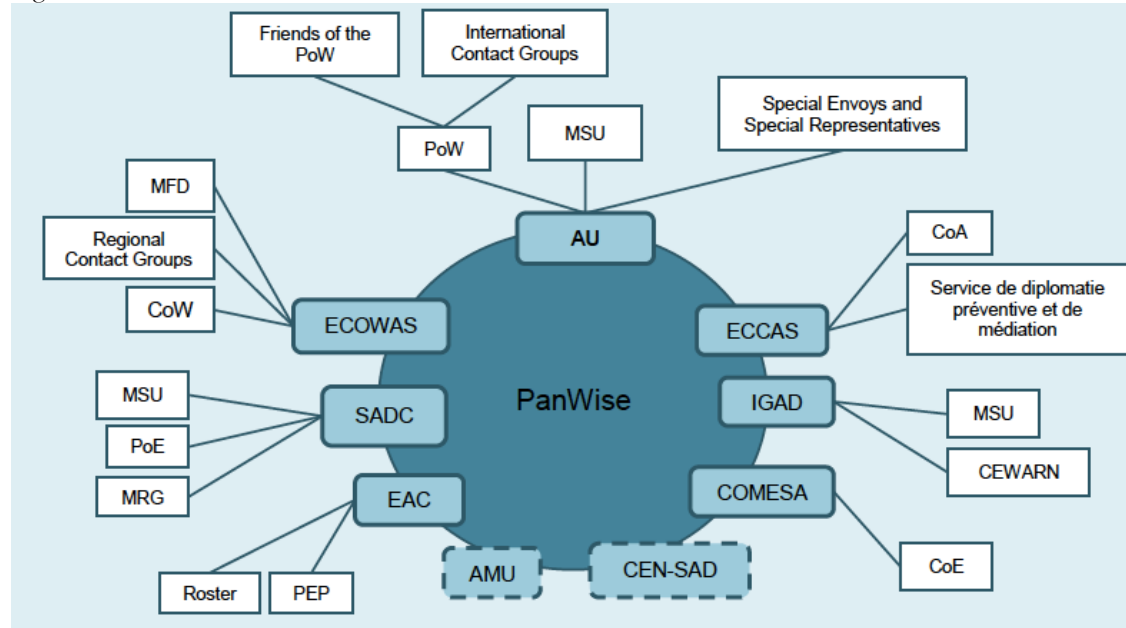 Friends of the
PoW
International
Contact Groups
Special Envoys and
Special Representatives
MSU
PoW
MFD
Regional
Contact Groups
CoW
AU
CoA
Service de diplomatie
préventive et de
médiation
ECOWAS
ECCAS
MSU
PoE
MRG
SADC
PanWise
IGAD
MSU
CEWARN
EAC
COMESA
Roster
PEP
AMU
CEN-SAD
CoE